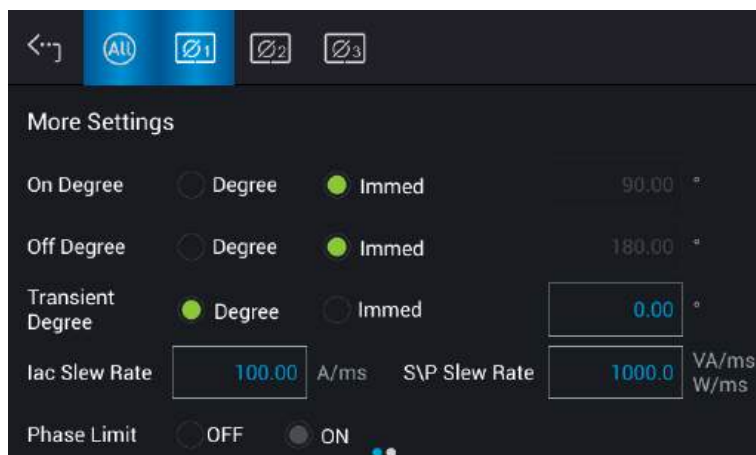 All Ø1 Ø2 Ø3
More Settings
On Degree Degree Immed 90.00 °
Off Degree Degree Immed 180.00 °
Transient
Degree Degree Immed 0.00 °
Iac Slew Rate 100.00 A/ms S\P Slew Rate 1000.0 VA/ms
W/ms
Phase Limit OFF ON